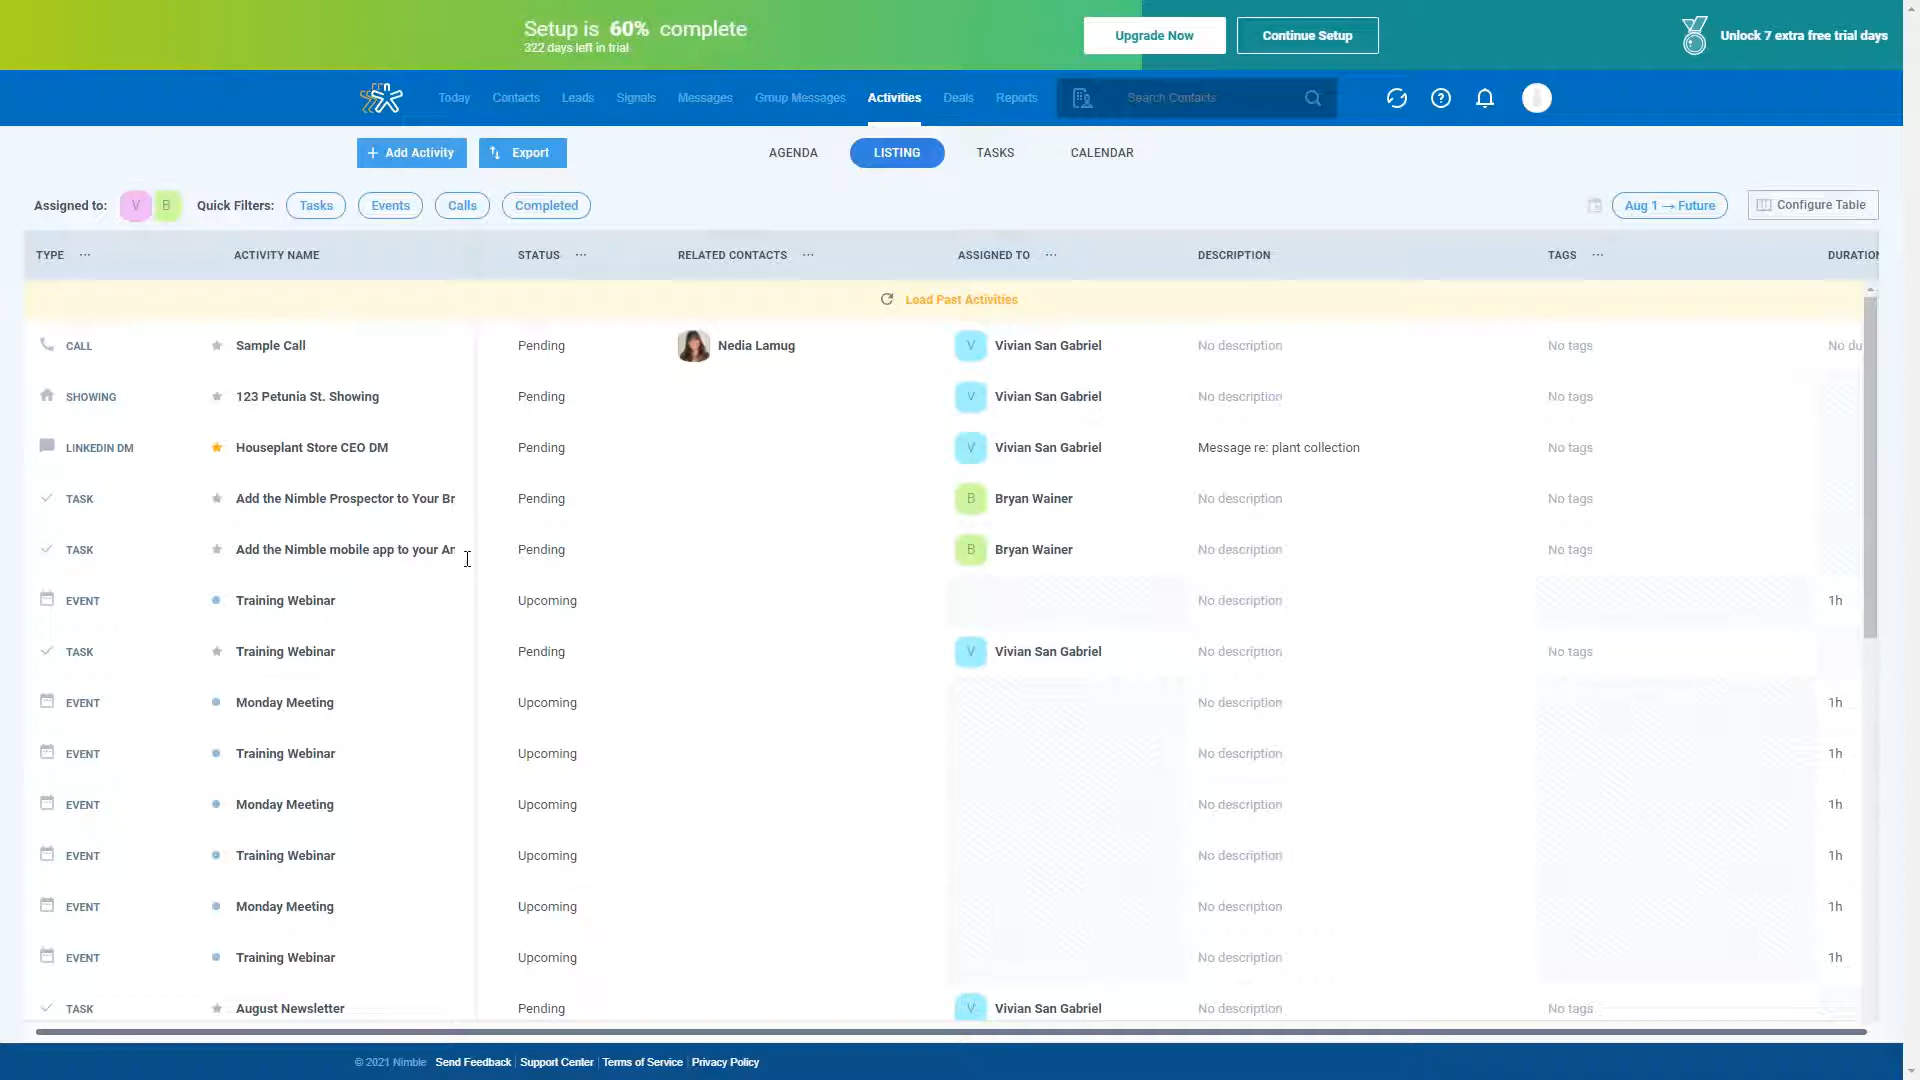 Setup is 60% complete
322 days left in trial
Upgrade Now
Continue Setup
Unlock 7 extra free trial days
Today Contacts Leads Signals Messages Group Messages Activities Deals Reports Search Contacts
+ Add Activity Export AGENDA LISTING TASKS CALENDAR
Assigned to: V B Quick Filters: Tasks Events Calls Completed Aug 1 → Future Configure Table
TYPE ... ACTIVITY NAME STATUS ... RELATED CONTACTS ... ASSIGNED TO ... DESCRIPTION TAGS ... DURATION
Load Past Activities
CALL Sample Call Pending Nedia Lamug V Vivian San Gabriel No description No tags No du
SHOWING 123 Petunia St. Showing Pending V Vivian San Gabriel No description No tags
LINKEDIN DM Houseplant Store CEO DM Pending V Vivian San Gabriel Message re: plant collection No tags
TASK Add the Nimble Prospector to Your Br Pending B Bryan Wainer No description No tags
TASK Add the Nimble mobile app to your An Pending B Bryan Wainer No description No tags
EVENT Training Webinar Upcoming No description 1h
TASK Training Webinar Pending V Vivian San Gabriel No description No tags
EVENT Monday Meeting Upcoming No description 1h
EVENT Training Webinar Upcoming No description 1h
EVENT Monday Meeting Upcoming No description 1h
EVENT Training Webinar Upcoming No description 1h
EVENT Monday Meeting Upcoming No description 1h
EVENT Training Webinar Upcoming No description 1h
TASK August Newsletter Pending V Vivian San Gabriel No description No tags
© 2021 Nimble Send Feedback | Support Center | Terms of Service | Privacy Policy